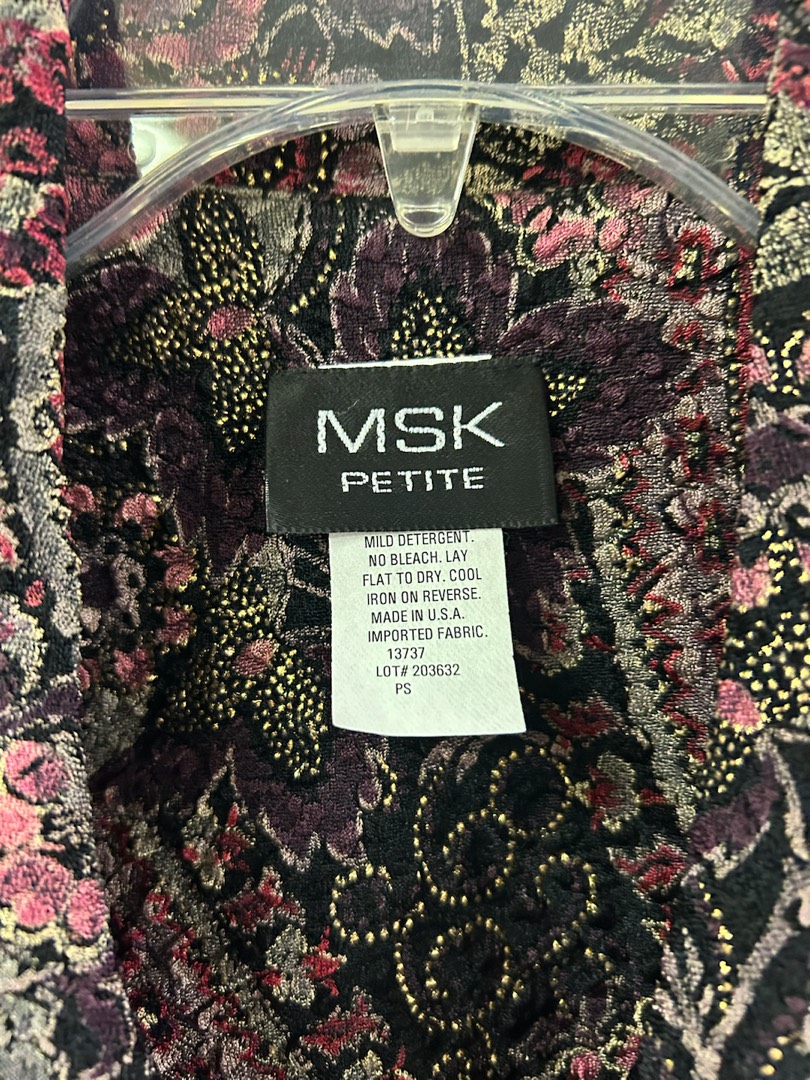 MSK
PETITE
MILD DETERGENT.
NO BLEACH. LAY
FLAT TO DRY. COOL
IRON ON REVERSE.
MADE IN U.S.A.
IMPORTED FABRIC.
13737
LOT# 203632
PS